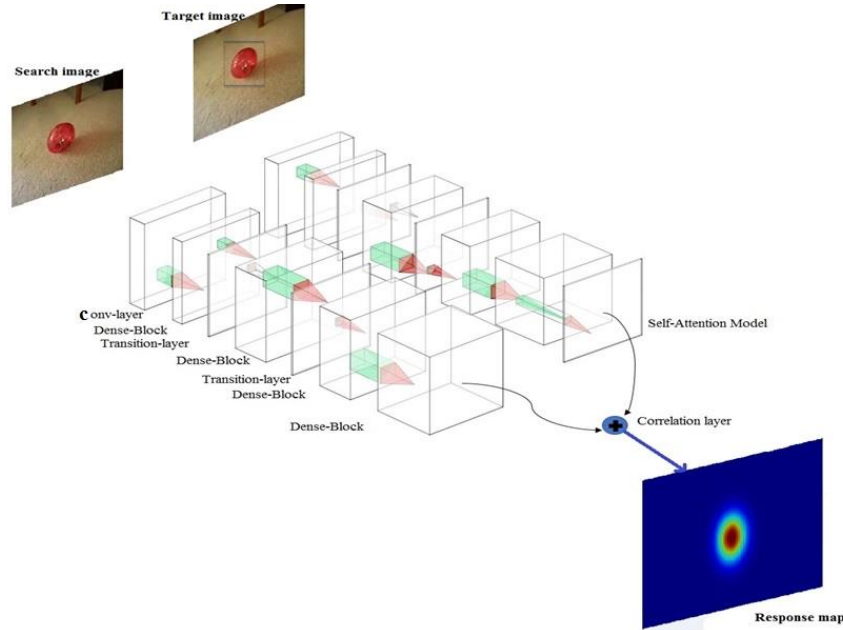 Target image
Search image
Conv-layer
Dense-Block
Transition-layer
Dense-Block
Transition-layer
Dense-Block
Dense-Block
Self-Attention Model
Correlation layer
Response map